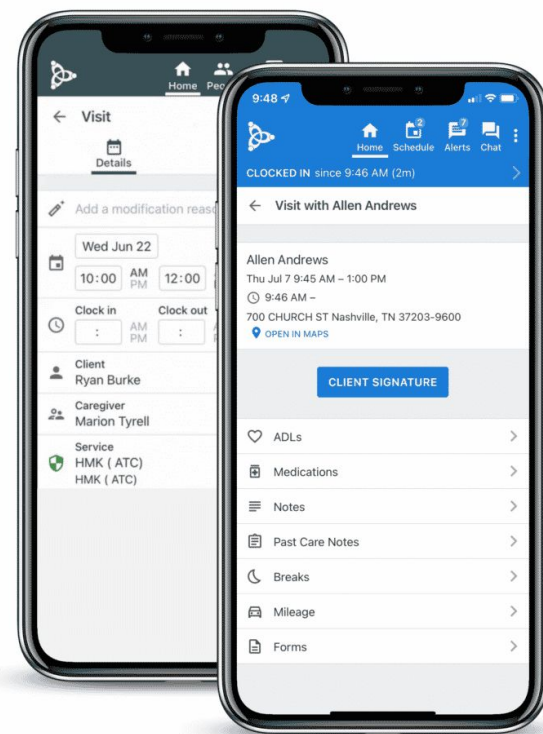 Home
Visit
Details
Add a modification
Wed Jun 22
10:00 AM PM 12:00
Clock in Clock out
: AM PM :
Client
Ryan Burke
Caregiver
Marion Tyrell
Service
HMK ( ATC)
HMK ( ATC)
9:48
2 7
Home Schedule Alerts Chat
CLOCKED IN since 9:46 AM (2m)
Visit with Allen Andrews
Allen Andrews
Thu Jul 7 9:45 AM – 1:00 PM
9:46 AM –
700 CHURCH ST Nashville, TN 37203-9600
OPEN IN MAPS
CLIENT SIGNATURE
ADLs
Medications
Notes
Past Care Notes
Breaks
Mileage
Forms